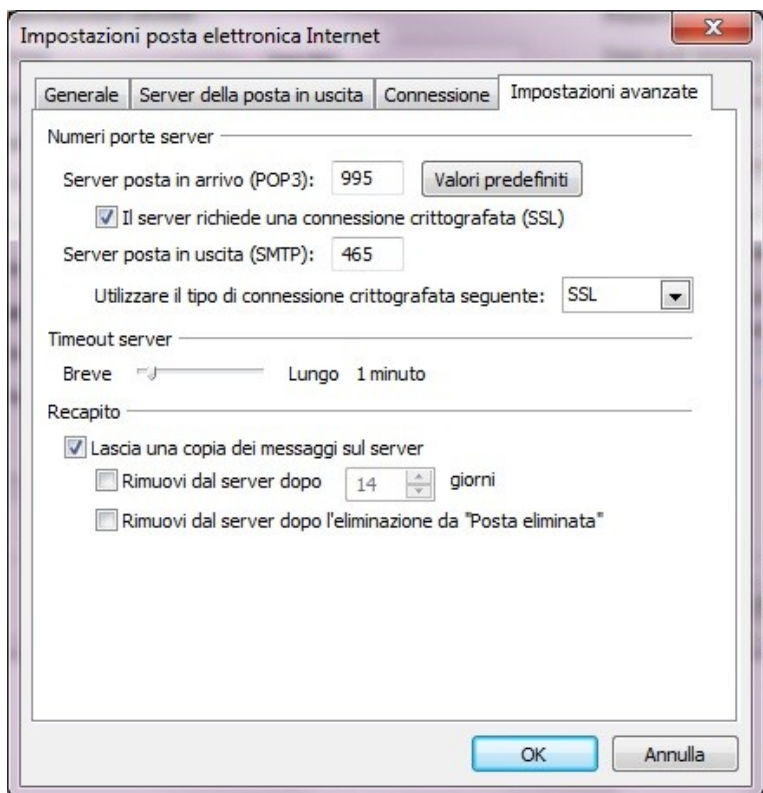 Impostazioni posta elettronica Internet
X
Generale Server della posta in uscita Connessione Impostazioni avanzate
Numeri porte server
Server posta in arrivo (POP3): 995 Valori predefiniti
Il server richiede una connessione crittografata (SSL)
Server posta in uscita (SMTP): 465
Utilizzare il tipo di connessione crittografata seguente: SSL
Timeout server
Breve Lungo 1 minuto
Recapito
Lascia una copia dei messaggi sul server
Rimuovi dal server dopo 14 giorni
Rimuovi dal server dopo l'eliminazione da "Posta eliminata"
OK Annulla